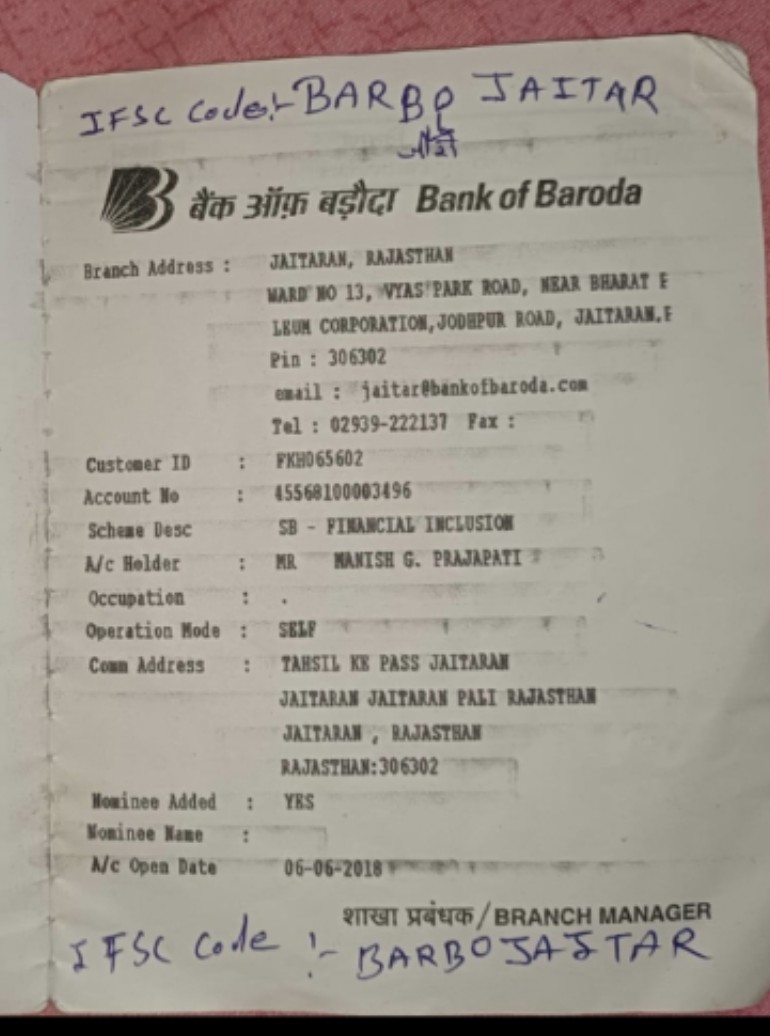 IFSC Code:- BARB0 JAITAR
जीरो
बैंक ऑफ़ बड़ौदा Bank of Baroda
Branch Address : JAITARAN, RAJASTHAN
WARD NO 13, VYAS PARK ROAD, NEAR BHARAT E
LEUM CORPORATION,JODHPUR ROAD, JAITARAN,E
Pin : 306302
email : jaitar@bankofbaroda.com
Tel : 02939-222137 Fax :
Customer ID : FKH065602
Account No : 45568100003496
Scheme Desc SB - FINANCIAL INCLUSION
A/c Holder : MR MANISH G. PRAJAPATI
Occupation : .
Operation Mode : SELF
Comm Address : TAHSIL KE PASS JAITARAN
JAITARAN JAITARAN PALI RAJASTHAN
JAITARAN , RAJASTHAN
RAJASTHAN:306302
Nominee Added : YES
Nominee Name :
A/c Open Date 06-06-2018
शाखा प्रबंधक/BRANCH MANAGER
IFSC Code :- BARB0JAITAR